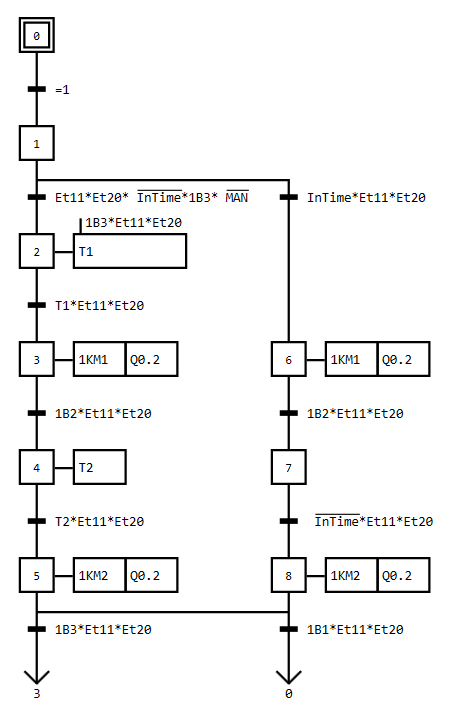 0
=1
1
Et11*Et20* InTime*1B3* MAN
InTime*Et11*Et20
1B3*Et11*Et20
2
T1
T1*Et11*Et20
3
1KM1
Q0.2
6
1KM1
Q0.2
1B2*Et11*Et20
1B2*Et11*Et20
4
T2
7
T2*Et11*Et20
InTime*Et11*Et20
5
1KM2
Q0.2
8
1KM2
Q0.2
1B3*Et11*Et20
1B1*Et11*Et20
3
0